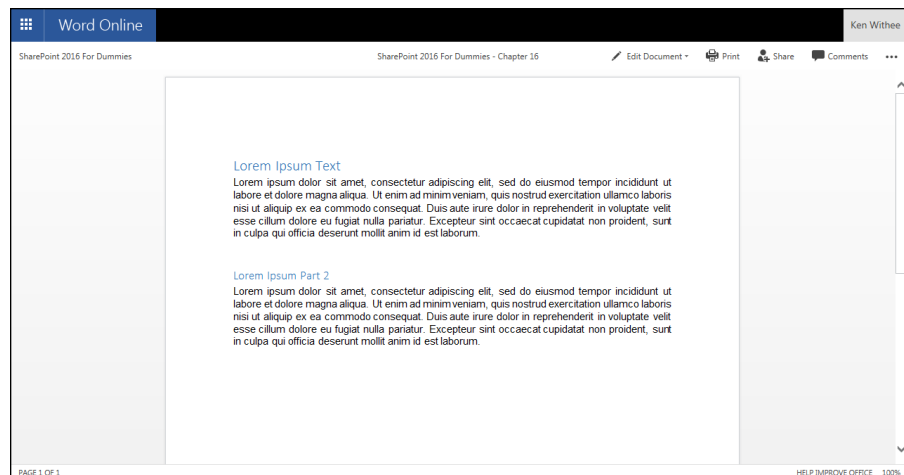 Word Online
Ken Withee
SharePoint 2016 For Dummies
SharePoint 2016 For Dummies - Chapter 16
Edit Document
Print
Share
Comments
Lorem Ipsum Text
Lorem ipsum dolor sit amet, consectetur adipiscing elit, sed do eiusmod tempor incididunt ut
labore et dolore magna aliqua. Ut enim ad minim veniam, quis nostrud exercitation ullamco laboris
nisi ut aliquip ex ea commodo consequat. Duis aute irure dolor in reprehenderit in voluptate velit
esse cillum dolore eu fugiat nulla pariatur. Excepteur sint occaecat cupidatat non proident, sunt
in culpa qui officia deserunt mollit anim id est laborum.
Lorem Ipsum Part 2
Lorem ipsum dolor sit amet, consectetur adipiscing elit, sed do eiusmod tempor incididunt ut
labore et dolore magna aliqua. Ut enim ad minim veniam, quis nostrud exercitation ullamco laboris
nisi ut aliquip ex ea commodo consequat. Duis aute irure dolor in reprehenderit in voluptate velit
esse cillum dolore eu fugiat nulla pariatur. Excepteur sint occaecat cupidatat non proident, sunt
in culpa qui officia deserunt mollit anim id est laborum.
PAGE 1 OF 1
HELP IMPROVE OFFICE
100%